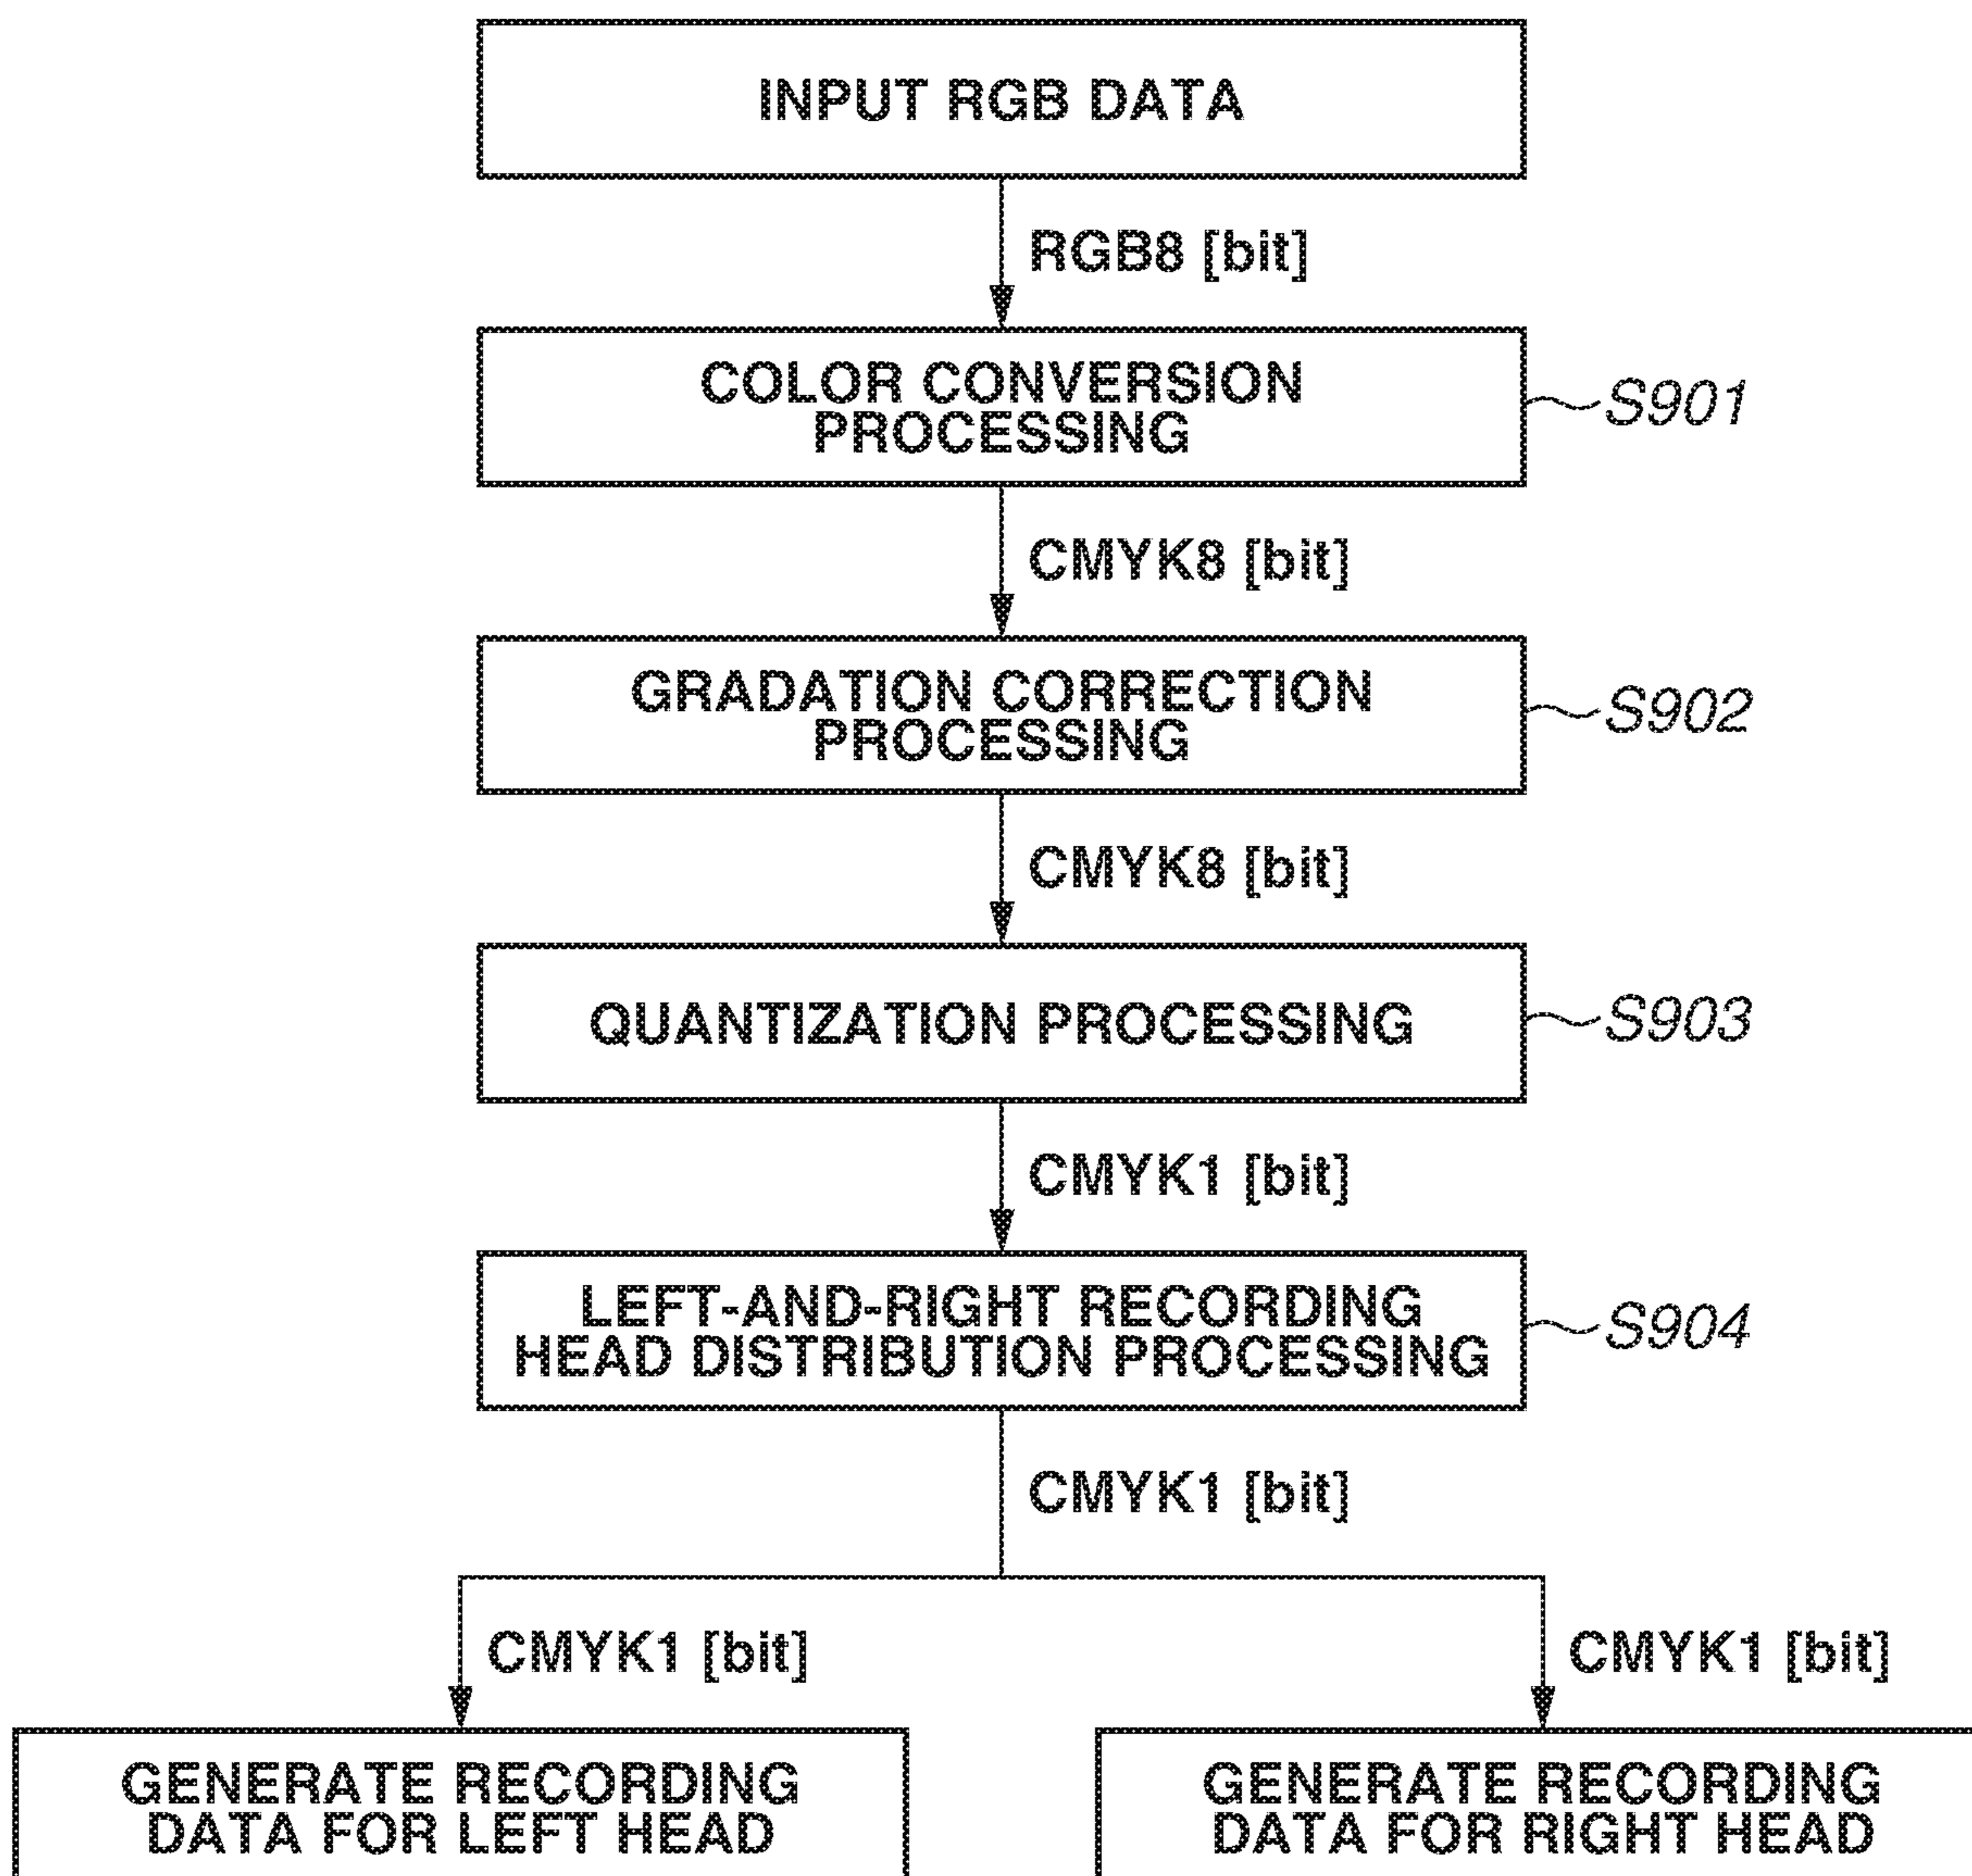 INPUT RGB DATA
RGB8 [bit]
COLOR CONVERSION
PROCESSING
S901
CMYK8 [bit]
GRADATION CORRECTION
PROCESSING
S902
CMYK8 [bit]
QUANTIZATION PROCESSING
S903
CMYK1 [bit]
LEFT-AND-RIGHT RECORDING
HEAD DISTRIBUTION PROCESSING
S904
CMYK1 [bit]
CMYK1 [bit]
CMYK1 [bit]
GENERATE RECORDING
DATA FOR LEFT HEAD
GENERATE RECORDING
DATA FOR RIGHT HEAD